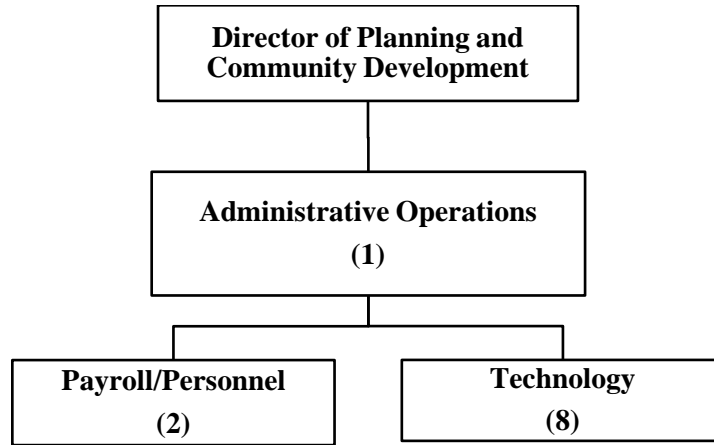 Director of Planning and
Community Development
Administrative Operations
(1)
Payroll/Personnel
(2)
Technology
(8)